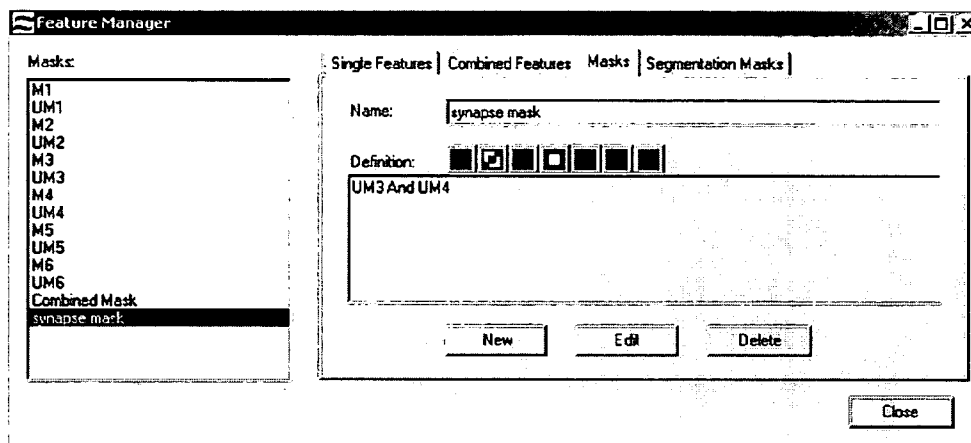 Feature Manager
Masks:
M1
UM1
M2
UM2
M3
UM3
M4
UM4
M5
UM5
M6
UM6
Combined Mask
synapse mask
Single Features Combined Features Masks Segmentation Masks
Name: synapse mask
Definition:
UM3 And UM4
New Edit Delete
Close